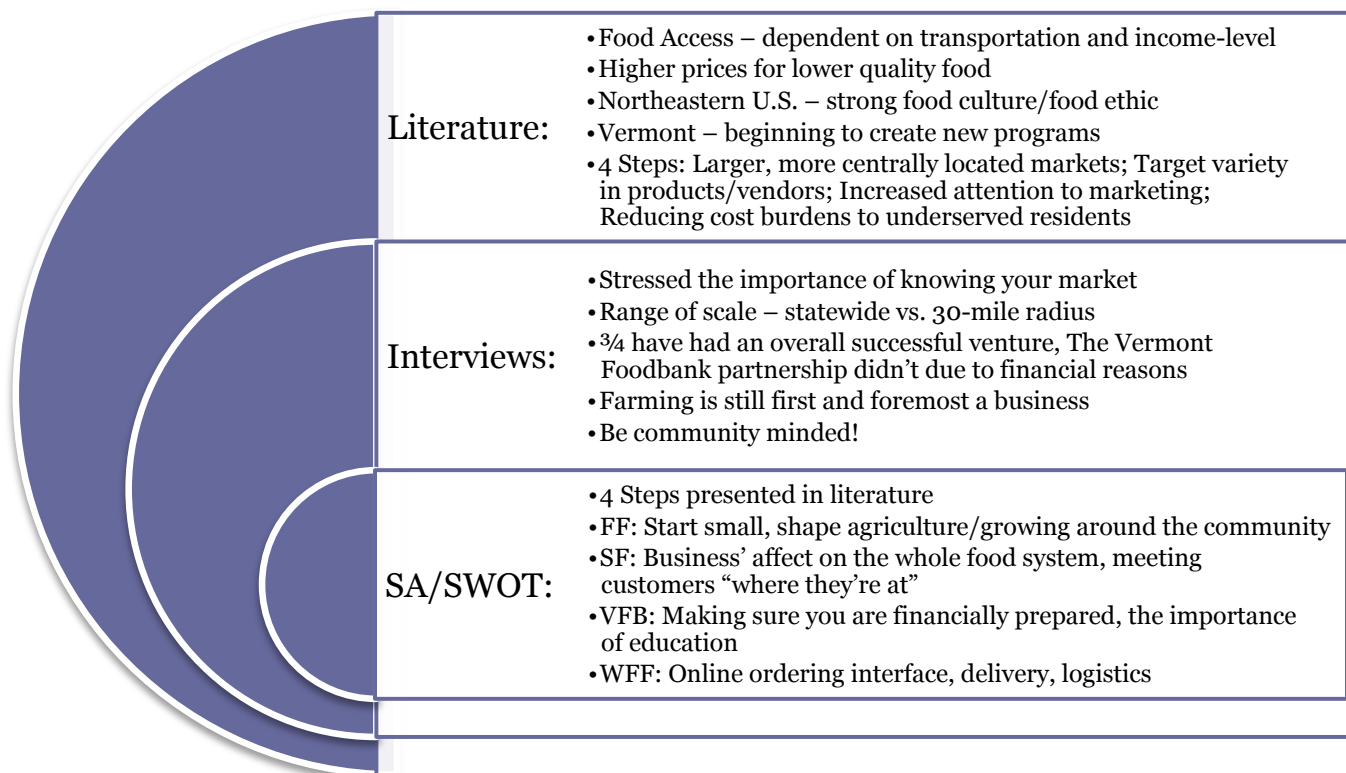 Literature:
•Food Access – dependent on transportation and income-level
•Higher prices for lower quality food
•Northeastern U.S. – strong food culture/food ethic
•Vermont – beginning to create new programs
•4 Steps: Larger, more centrally located markets; Target variety
in products/vendors; Increased attention to marketing;
Reducing cost burdens to underserved residents
Interviews:
•Stressed the importance of knowing your market
•Range of scale – statewide vs. 30-mile radius
•¾ have had an overall successful venture, The Vermont
Foodbank partnership didn’t due to financial reasons
•Farming is still first and foremost a business
•Be community minded!
SA/SWOT:
•4 Steps presented in literature
•FF: Start small, shape agriculture/growing around the community
•SF: Business’ affect on the whole food system, meeting
customers “where they’re at”
•VFB: Making sure you are financially prepared, the importance
of education
•WFF: Online ordering interface, delivery, logistics